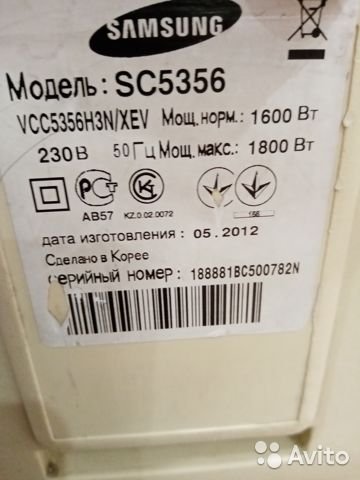 SAMSUNG
Модель: SC5356
VCC5356H3N/XEV Мощ.норм.: 1600 Вт
230В 50Гц Мощ.макс.: 1800 Вт
АВ57 KZ.0.02.0072
дата изготовления : 05.2012
Сделано в Корее
серийный номер : 188881BC500782N
Avito